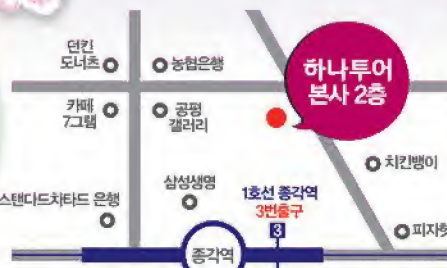 던킨
도너츠
농협은행
하나투어
본사 2층
카페
7그램
공평
갤러리
치킨뱅이
삼성생명
1호선 종각역
3번출구
3
스탠다드차타드 은행
피자헛
종각역